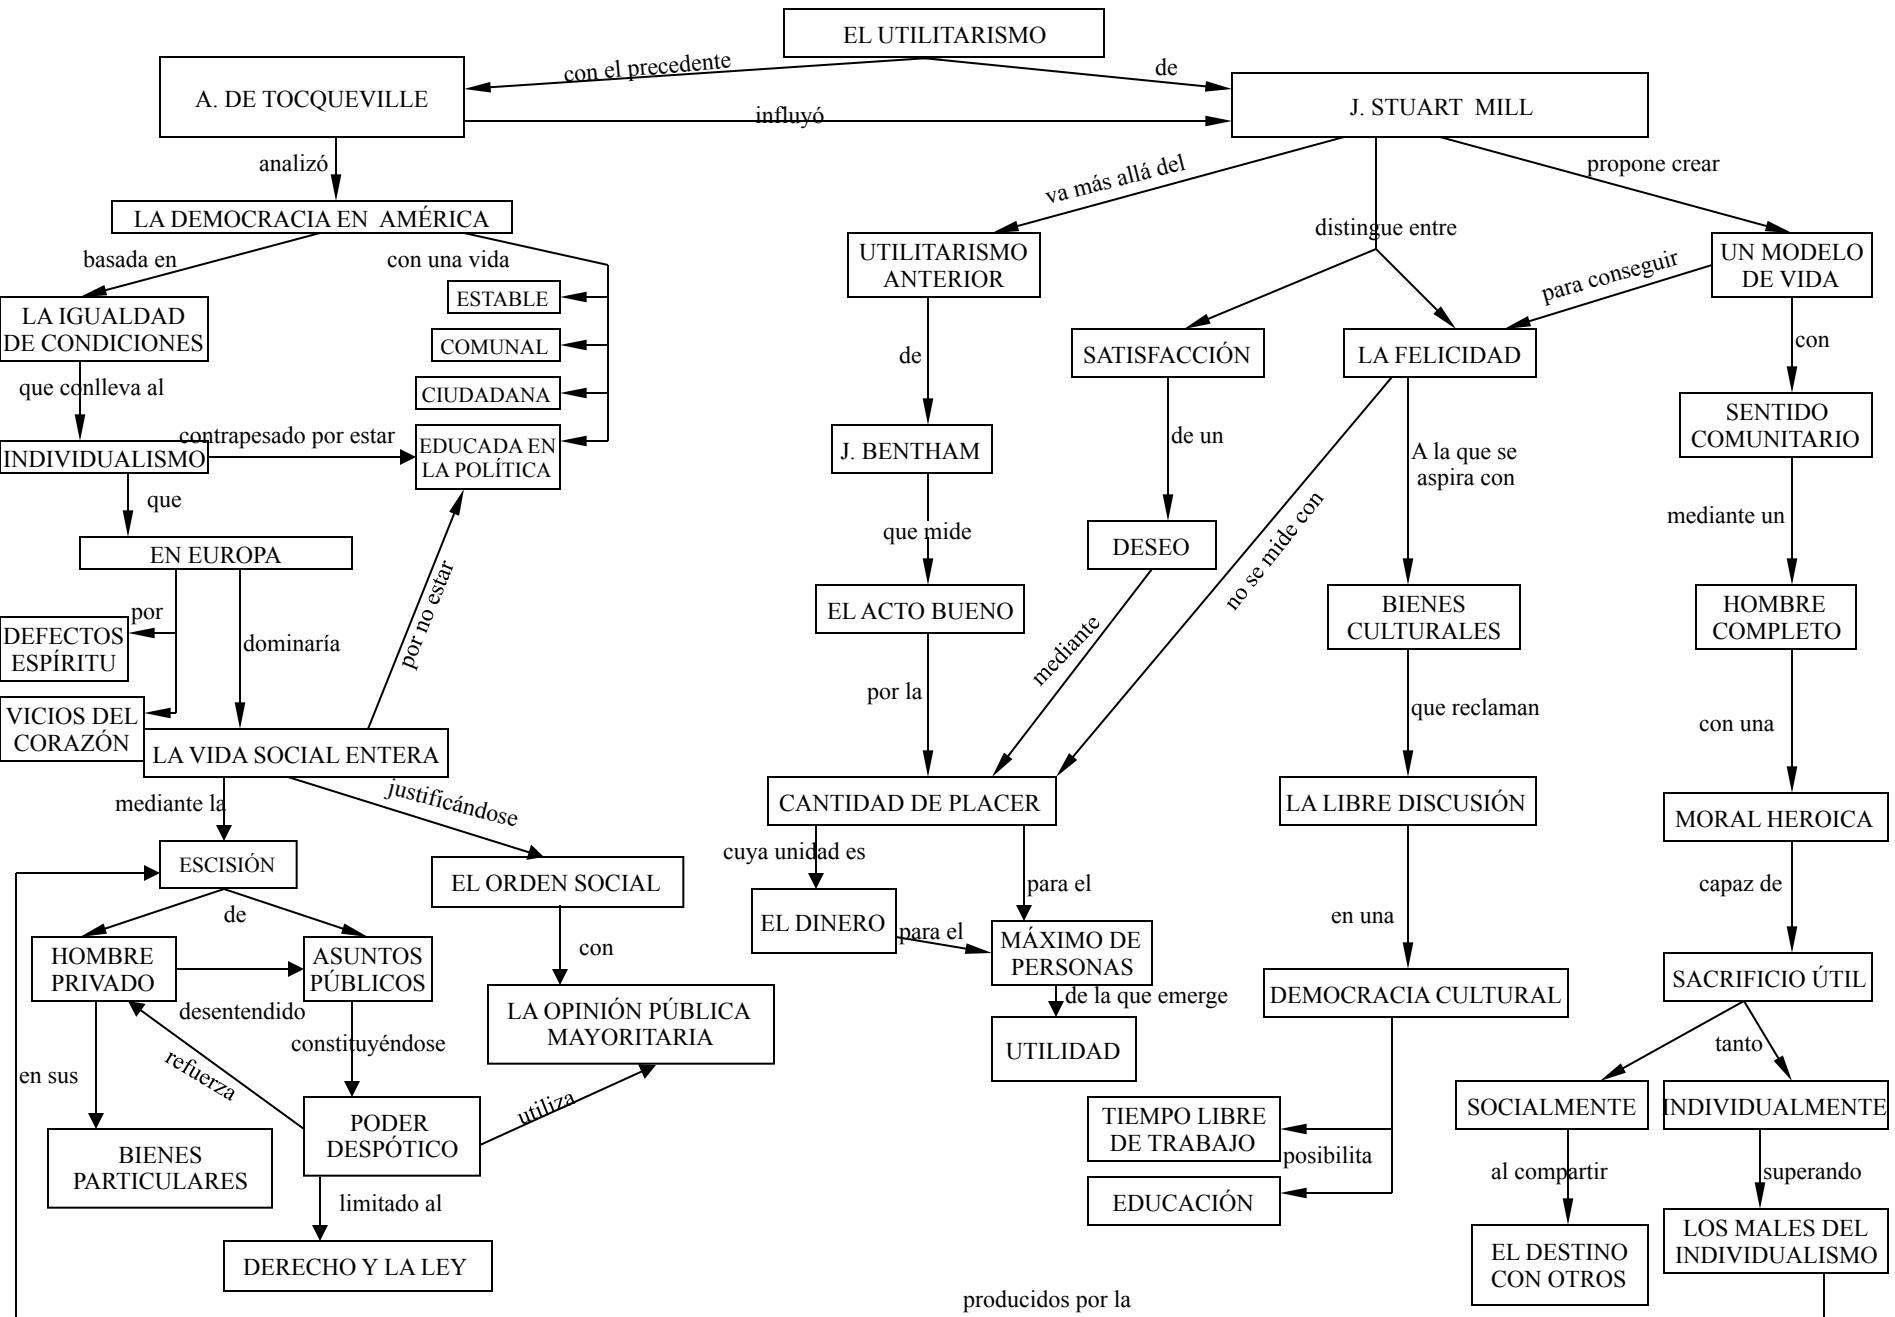 EL UTILITARISMO
con el precedente
de
A. DE TOCQUEVILLE
influyó
J. STUART MILL
analizó
va más allá del
propone crear
LA DEMOCRACIA EN AMÉRICA
distingue entre
basada en
con una vida
UTILITARISMO
ANTERIOR
UN MODELO
DE VIDA
para conseguir
ESTABLE
LA IGUALDAD
DE CONDICIONES
COMUNAL
de
SATISFACCIÓN
LA FELICIDAD
con
que conlleva al
CIUDADANA
SENTIDO
COMUNITARIO
contrapesado por estar
EDUCADA EN
LA POLÍTICA
INDIVIDUALISMO
J. BENTHAM
de un
A la que se
aspira con
que
no se mide con
mediante un
EN EUROPA
que mide
DESEO
por
por no estar
EL ACTO BUENO
BIENES
CULTURALES
HOMBRE
COMPLETO
DEFECTOS
ESPÍRITU
dominaría
mediante
por la
que reclaman
con una
VICIOS DEL
CORAZÓN
LA VIDA SOCIAL ENTERA
mediante la
justificándose
CANTIDAD DE PLACER
LA LIBRE DISCUSIÓN
MORAL HEROICA
ESCISIÓN
cuya unidad es
EL ORDEN SOCIAL
para el
capaz de
de
EL DINERO
para el
en una
HOMBRE
PRIVADO
ASUNTOS
PÚBLICOS
con
MÁXIMO DE
PERSONAS
desentendido
LA OPINIÓN PÚBLICA
MAYORITARIA
de la que emerge
DEMOCRACIA CULTURAL
SACRIFICIO ÚTIL
constituyéndose
UTILIDAD
tanto
en sus
refuerza
utiliza
PODER
DESPÓTICO
TIEMPO LIBRE
DE TRABAJO
SOCIALMENTE
INDIVIDUALMENTE
BIENES
PARTICULARES
posibilita
al compartir
superando
limitado al
EDUCACIÓN
DERECHO Y LA LEY
EL DESTINO
CON OTROS
LOS MALES DEL
INDIVIDUALISMO
producidos por la